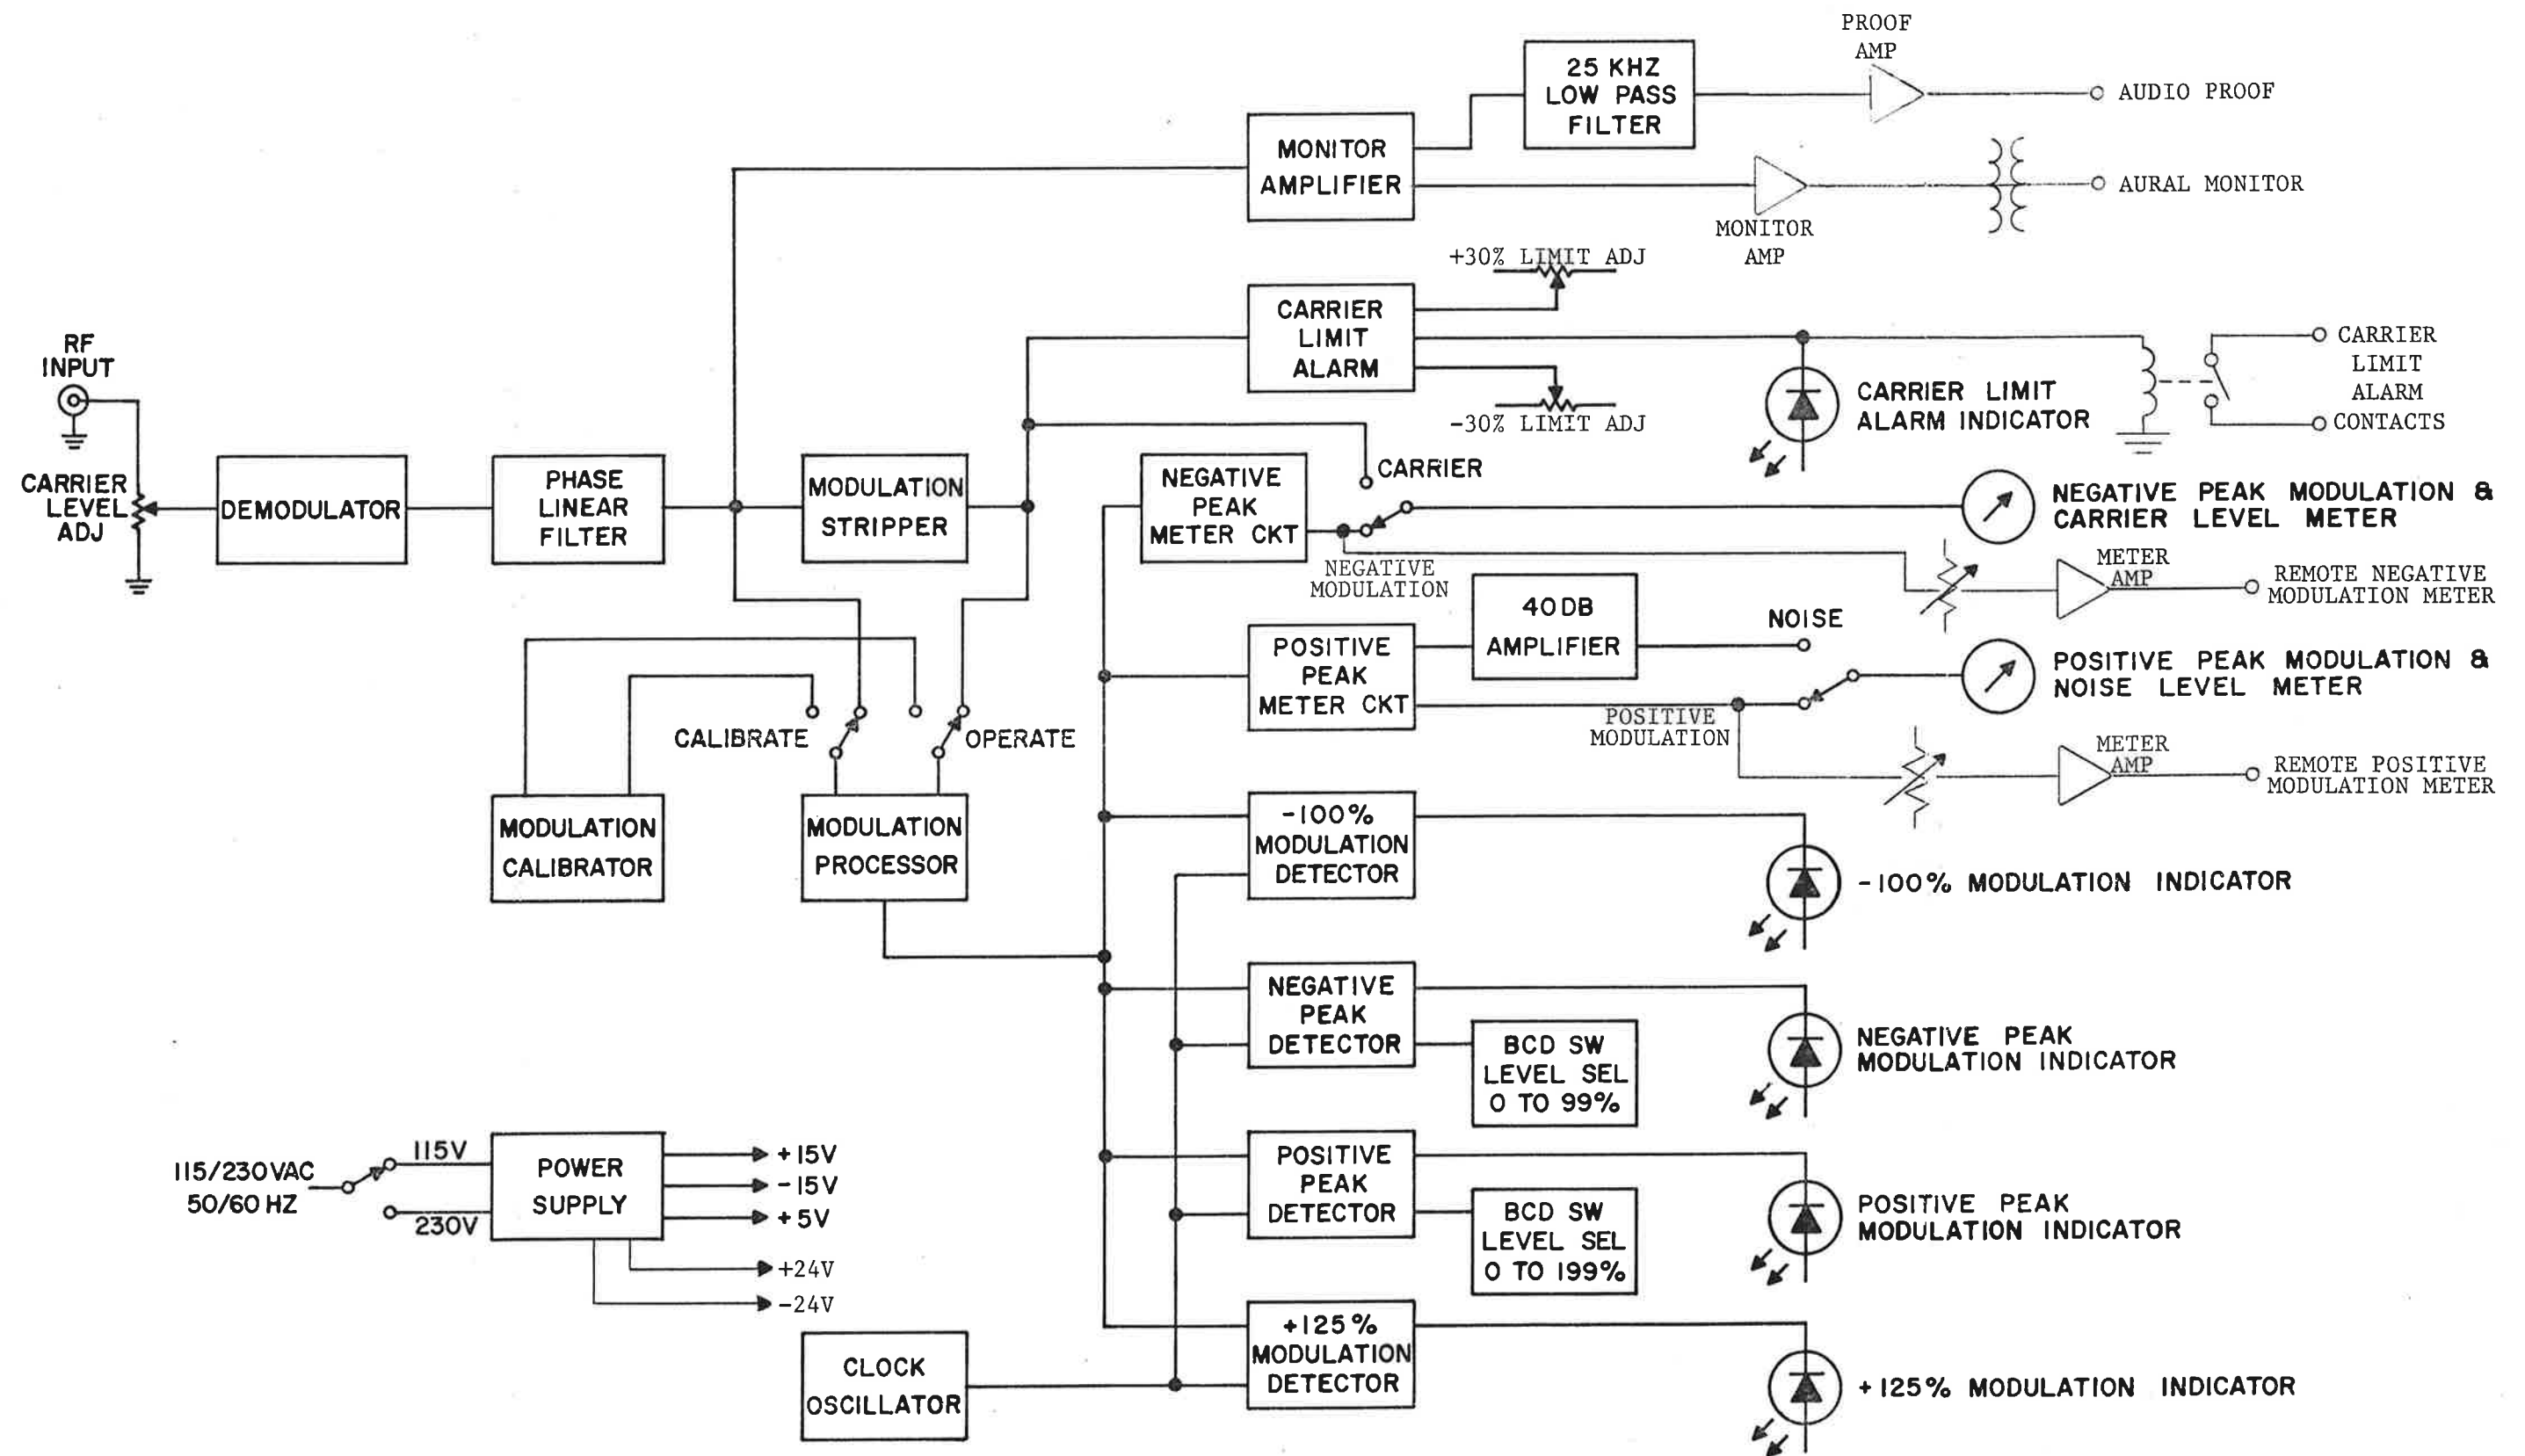 PROOF
AMP
25 KHZ
LOW PASS
FILTER
AUDIO PROOF
MONITOR
AMPLIFIER
AURAL MONITOR
MONITOR
AMP
+30% LIMIT ADJ
CARRIER
LIMIT
ALARM
-30% LIMIT ADJ
CARRIER
LIMIT
ALARM
CONTACTS
CARRIER LIMIT
ALARM INDICATOR
RF
INPUT
CARRIER
LEVEL
ADJ
DEMODULATOR
PHASE
LINEAR
FILTER
MODULATION
STRIPPER
NEGATIVE
PEAK
METER CKT
CARRIER
NEGATIVE
MODULATION
NEGATIVE PEAK MODULATION &
CARRIER LEVEL METER
METER
AMP
REMOTE NEGATIVE
MODULATION METER
40DB
AMPLIFIER
NOISE
POSITIVE
PEAK
METER CKT
POSITIVE
MODULATION
POSITIVE PEAK MODULATION &
NOISE LEVEL METER
METER
AMP
REMOTE POSITIVE
MODULATION METER
CALIBRATE
OPERATE
MODULATION
CALIBRATOR
MODULATION
PROCESSOR
-100%
MODULATION
DETECTOR
-100% MODULATION INDICATOR
NEGATIVE
PEAK
DETECTOR
BCD SW
LEVEL SEL
0 TO 99%
NEGATIVE PEAK
MODULATION INDICATOR
115/230VAC
50/60 HZ
115V
230V
POWER
SUPPLY
+15V
-15V
+5V
+24V
-24V
POSITIVE
PEAK
DETECTOR
BCD SW
LEVEL SEL
0 TO 199%
POSITIVE PEAK
MODULATION INDICATOR
CLOCK
OSCILLATOR
+125%
MODULATION
DETECTOR
+125% MODULATION INDICATOR